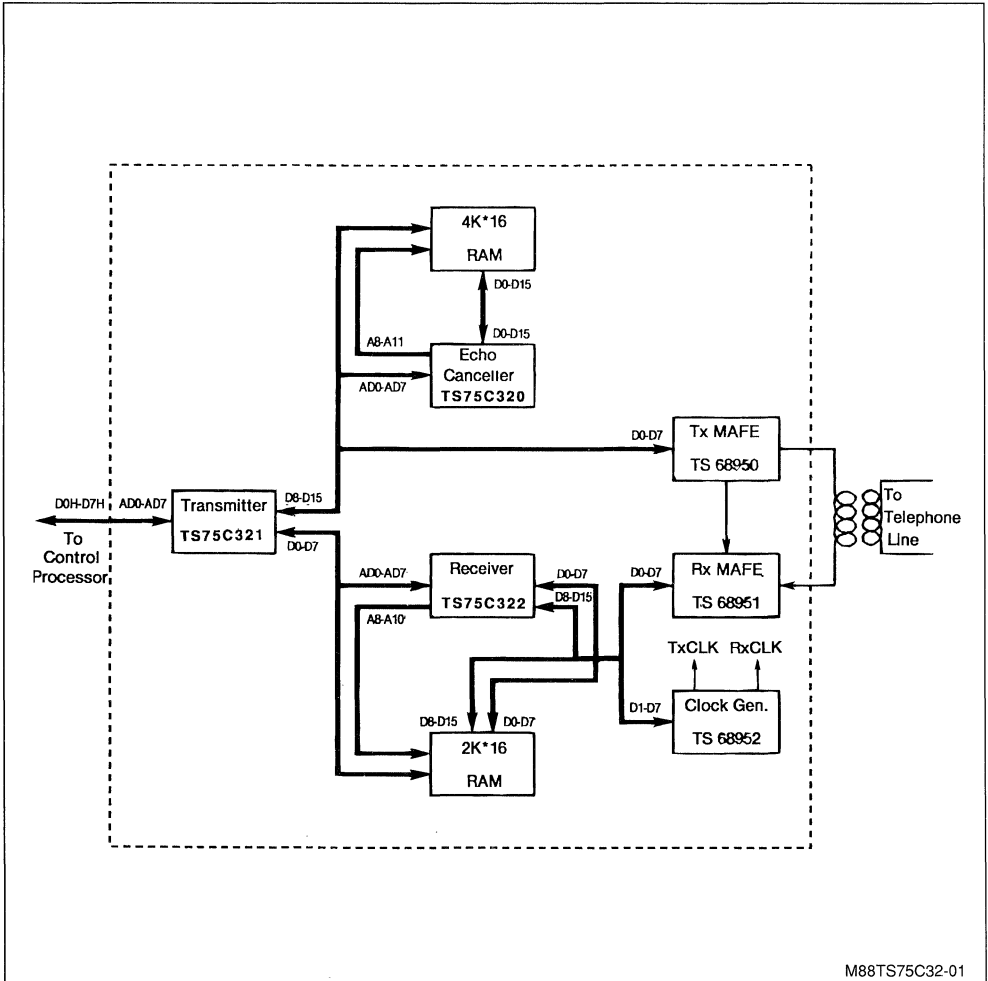 4K*16
RAM
D0-D15
D0-D15
A8-A11
Echo
Canceller
TS75C320
AD0-AD7
D0-D7
Tx MAFE
TS 68950
D0H-D7H
AD0-AD7
Transmitter
TS75C321
D8-D15
D0-D7
To
Control
Processor
To
Telephone
Line
AD0-AD7
Receiver
TS75C322
D0-D7
D8-D15
A8-A10
D0-D7
Rx MAFE
TS 68951
TxCLK
RxCLK
D1-D7
Clock Gen.
TS 68952
D8-D15
D0-D7
2K*16
RAM
M88TS75C32-01